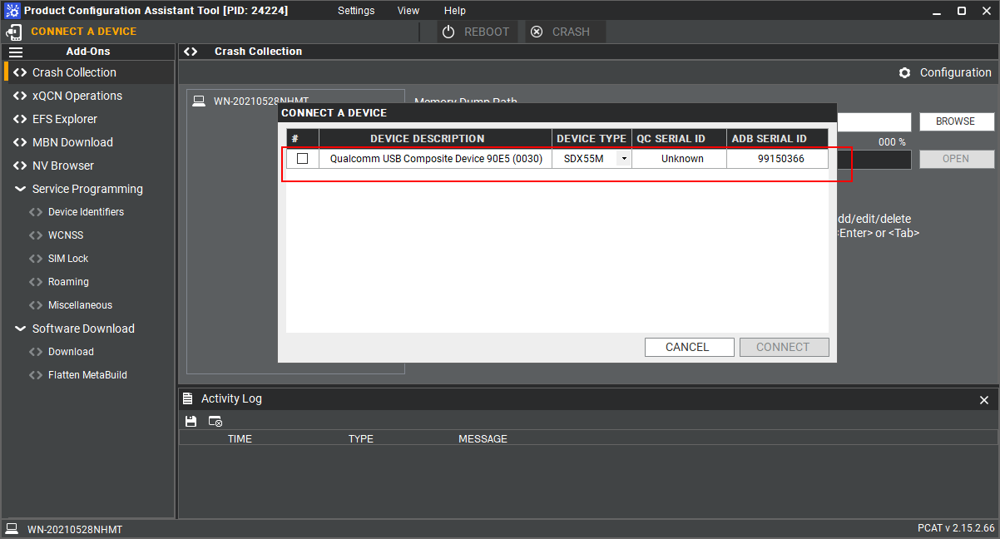 Product Configuration Assistant Tool [PID: 24224] Settings View Help
CONNECT A DEVICE REBOOT CRASH
Add-Ons
Crash Collection
xQCN Operations
EFS Explorer
MBN Download
NV Browser
Service Programming
Device Identifiers
WCNSS
SIM Lock
Roaming
Miscellaneous
Software Download
Download
Flatten MetaBuild
Crash Collection
Configuration
WN-20210528NHMT
Memory Dump Path
BROWSE
000 %
OPEN
dd/edit/delete
<Enter> or <Tab>
CONNECT A DEVICE
# DEVICE DESCRIPTION DEVICE TYPE QC SERIAL ID ADB SERIAL ID
Qualcomm USB Composite Device 90E5 (0030) SDX55M Unknown 99150366
CANCEL CONNECT
Activity Log
TIME TYPE MESSAGE
WN-20210528NHMT PCAT v 2.15.2.66